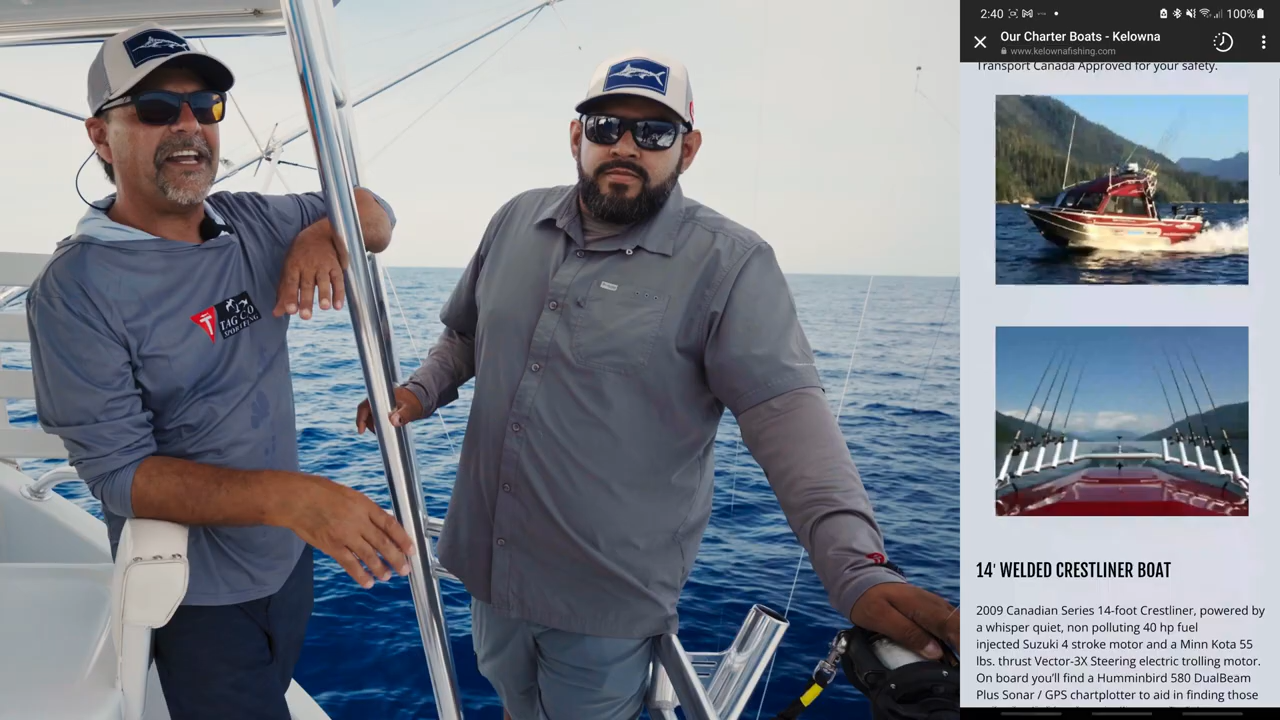 TAG CO
SPORTFISHING
2:40
100%
Our Charter Boats - Kelowna
www.kelownafishing.com
Transport Canada Approved for your safety.
14' WELDED CRESTLINER BOAT
2009 Canadian Series 14-foot Crestliner, powered by
a whisper quiet, non polluting 40 hp fuel
injected Suzuki 4 stroke motor and a Minn Kota 55
lbs. thrust Vector-3X Steering electric trolling motor.
On board you'll find a Humminbird 580 DualBeam
Plus Sonar / GPS chartplotter to aid in finding those